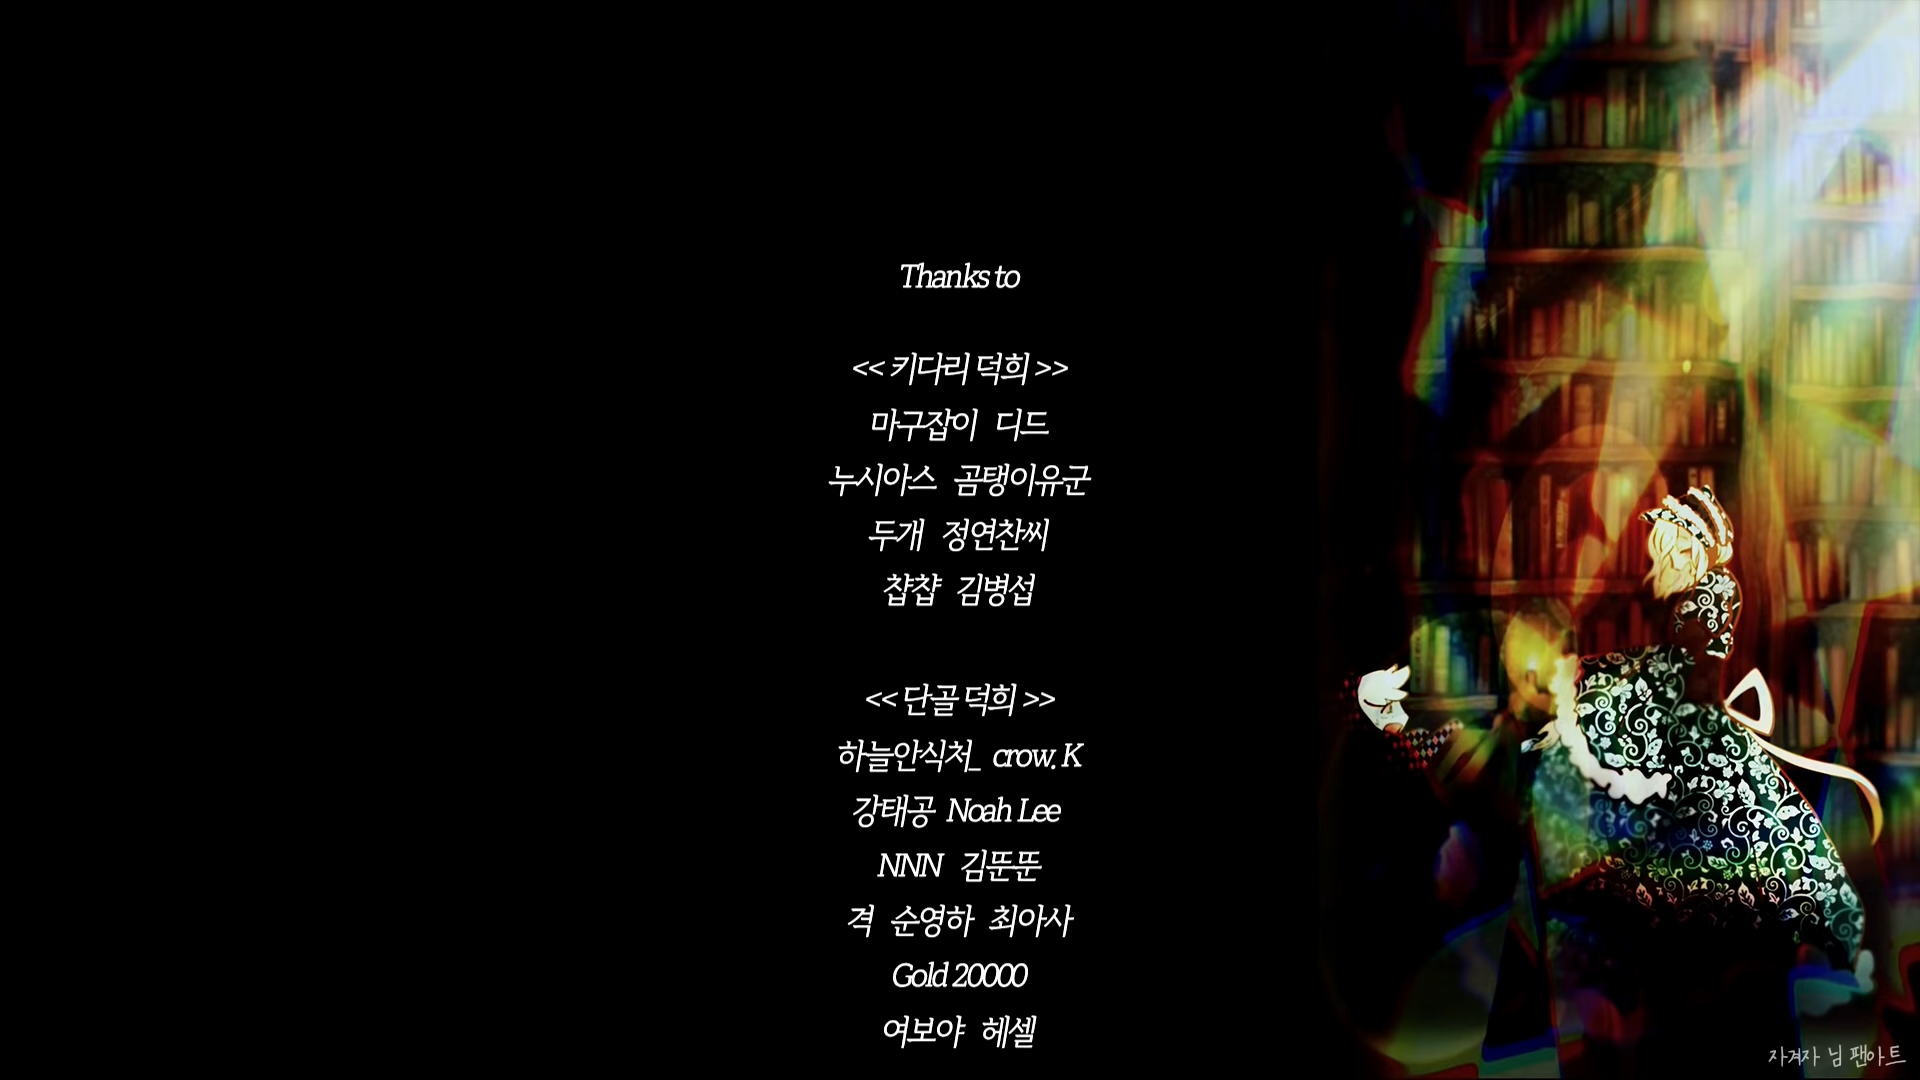 Thanks to
<< 키다리 덕희 >>
마구잡이 디드
누시아스 곰탱이유군
두개 정연찬씨
챱챱 김병섭
<< 단골 덕희 >>
하늘안식처_ crow. K
강태공 Noah Lee
NNN 김뚠뚠
격 순영하 최아사
Gold 20000
여보야 헤셀
자겨자 님 팬아트